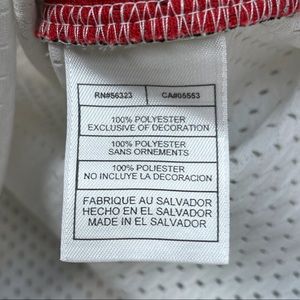 RN#56323 CA#05553
100% POLYESTER
EXCLUSIVE OF DECORATION
100% POLYESTER
SANS ORNEMENTS
100% POLIESTER
NO INCLUYE LA DECORACION
FABRIQUE AU SALVADOR
HECHO EN EL SALVADOR
MADE IN EL SALVADOR